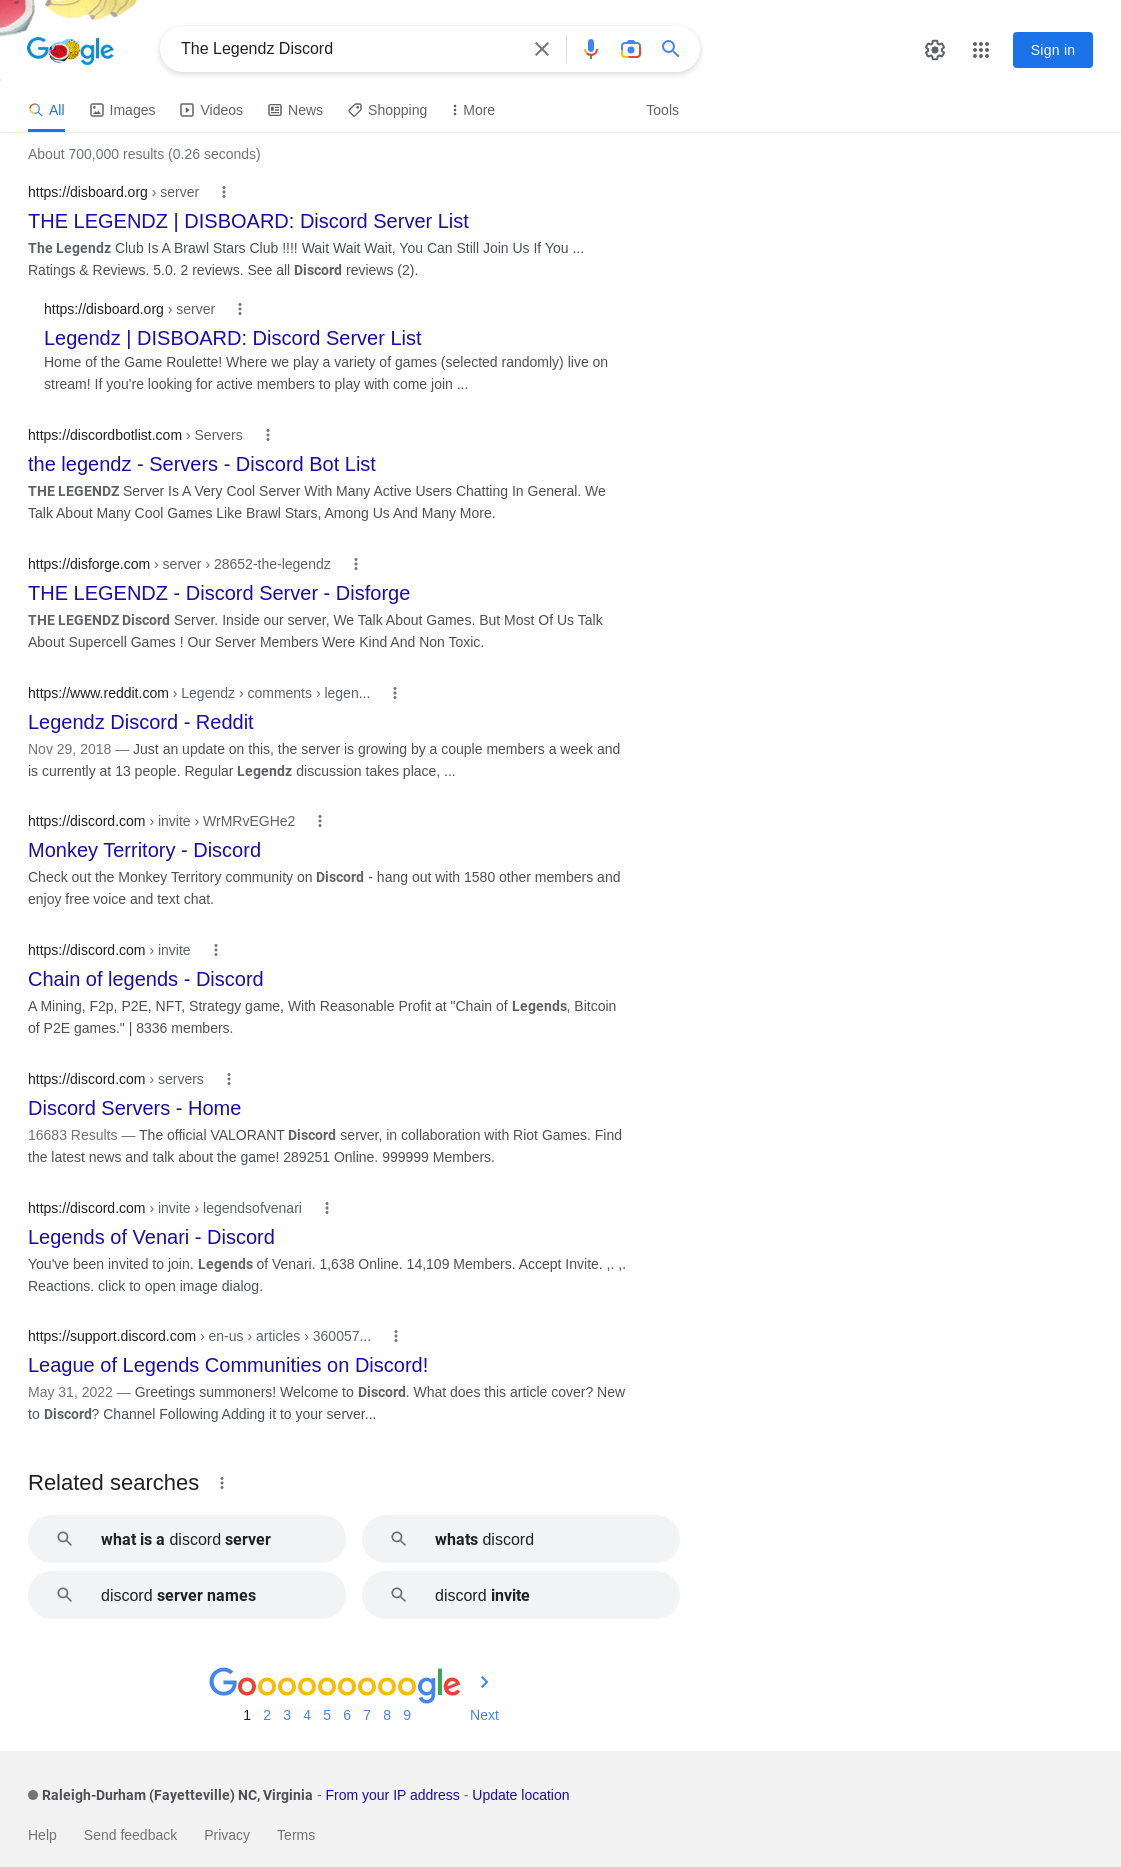 Google
The Legendz Discord
Sign in
All Images Videos News Shopping More Tools
About 700,000 results (0.26 seconds)
https://disboard.org › server
THE LEGENDZ | DISBOARD: Discord Server List
The Legendz Club Is A Brawl Stars Club !!!! Wait Wait Wait, You Can Still Join Us If You ...
Ratings & Reviews. 5.0. 2 reviews. See all Discord reviews (2).
https://disboard.org › server
Legendz | DISBOARD: Discord Server List
Home of the Game Roulette! Where we play a variety of games (selected randomly) live on
stream! If you're looking for active members to play with come join ...
https://discordbotlist.com › Servers
the legendz - Servers - Discord Bot List
THE LEGENDZ Server Is A Very Cool Server With Many Active Users Chatting In General. We
Talk About Many Cool Games Like Brawl Stars, Among Us And Many More.
https://disforge.com › server › 28652-the-legendz
THE LEGENDZ - Discord Server - Disforge
THE LEGENDZ Discord Server. Inside our server, We Talk About Games. But Most Of Us Talk
About Supercell Games ! Our Server Members Were Kind And Non Toxic.
https://www.reddit.com › Legendz › comments › legen...
Legendz Discord - Reddit
Nov 29, 2018 — Just an update on this, the server is growing by a couple members a week and
is currently at 13 people. Regular Legendz discussion takes place, ...
https://discord.com › invite › WrMRvEGHe2
Monkey Territory - Discord
Check out the Monkey Territory community on Discord - hang out with 1580 other members and
enjoy free voice and text chat.
https://discord.com › invite
Chain of legends - Discord
A Mining, F2p, P2E, NFT, Strategy game, With Reasonable Profit at "Chain of Legends, Bitcoin
of P2E games." | 8336 members.
https://discord.com › servers
Discord Servers - Home
16683 Results — The official VALORANT Discord server, in collaboration with Riot Games. Find
the latest news and talk about the game! 289251 Online. 999999 Members.
https://discord.com › invite › legendsofvenari
Legends of Venari - Discord
You've been invited to join. Legends of Venari. 1,638 Online. 14,109 Members. Accept Invite. ,. ,.
Reactions. click to open image dialog.
https://support.discord.com › en-us › articles › 360057...
League of Legends Communities on Discord!
May 31, 2022 — Greetings summoners! Welcome to Discord. What does this article cover? New
to Discord? Channel Following Adding it to your server...
Related searches
what is a discord server
whats discord
discord server names
discord invite
Gooooooooogle
1 2 3 4 5 6 7 8 9 Next
Raleigh-Durham (Fayetteville) NC, Virginia - From your IP address - Update location
Help Send feedback Privacy Terms